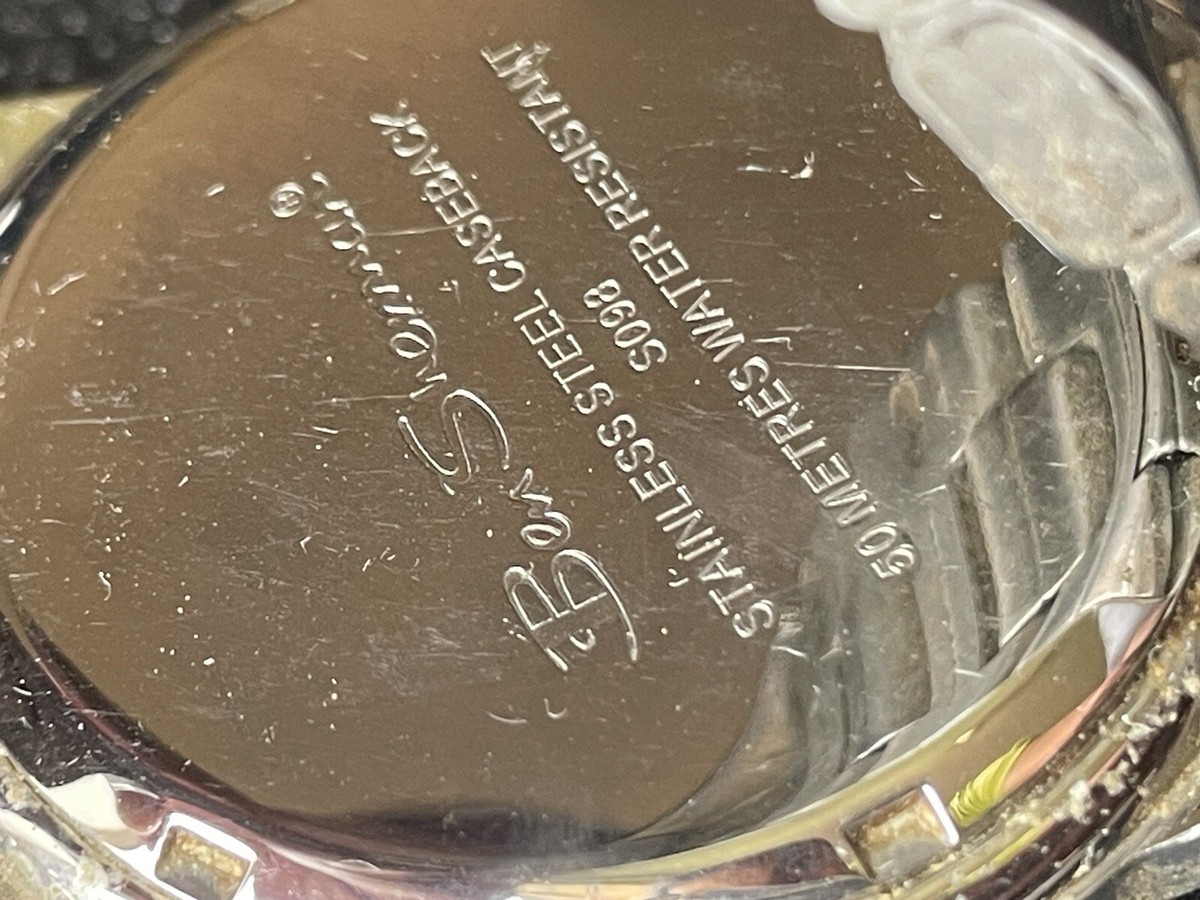 Ben Sherman ®
STAINLESS STEEL CASEBACK
S098
50 METRES WATER RESISTANT